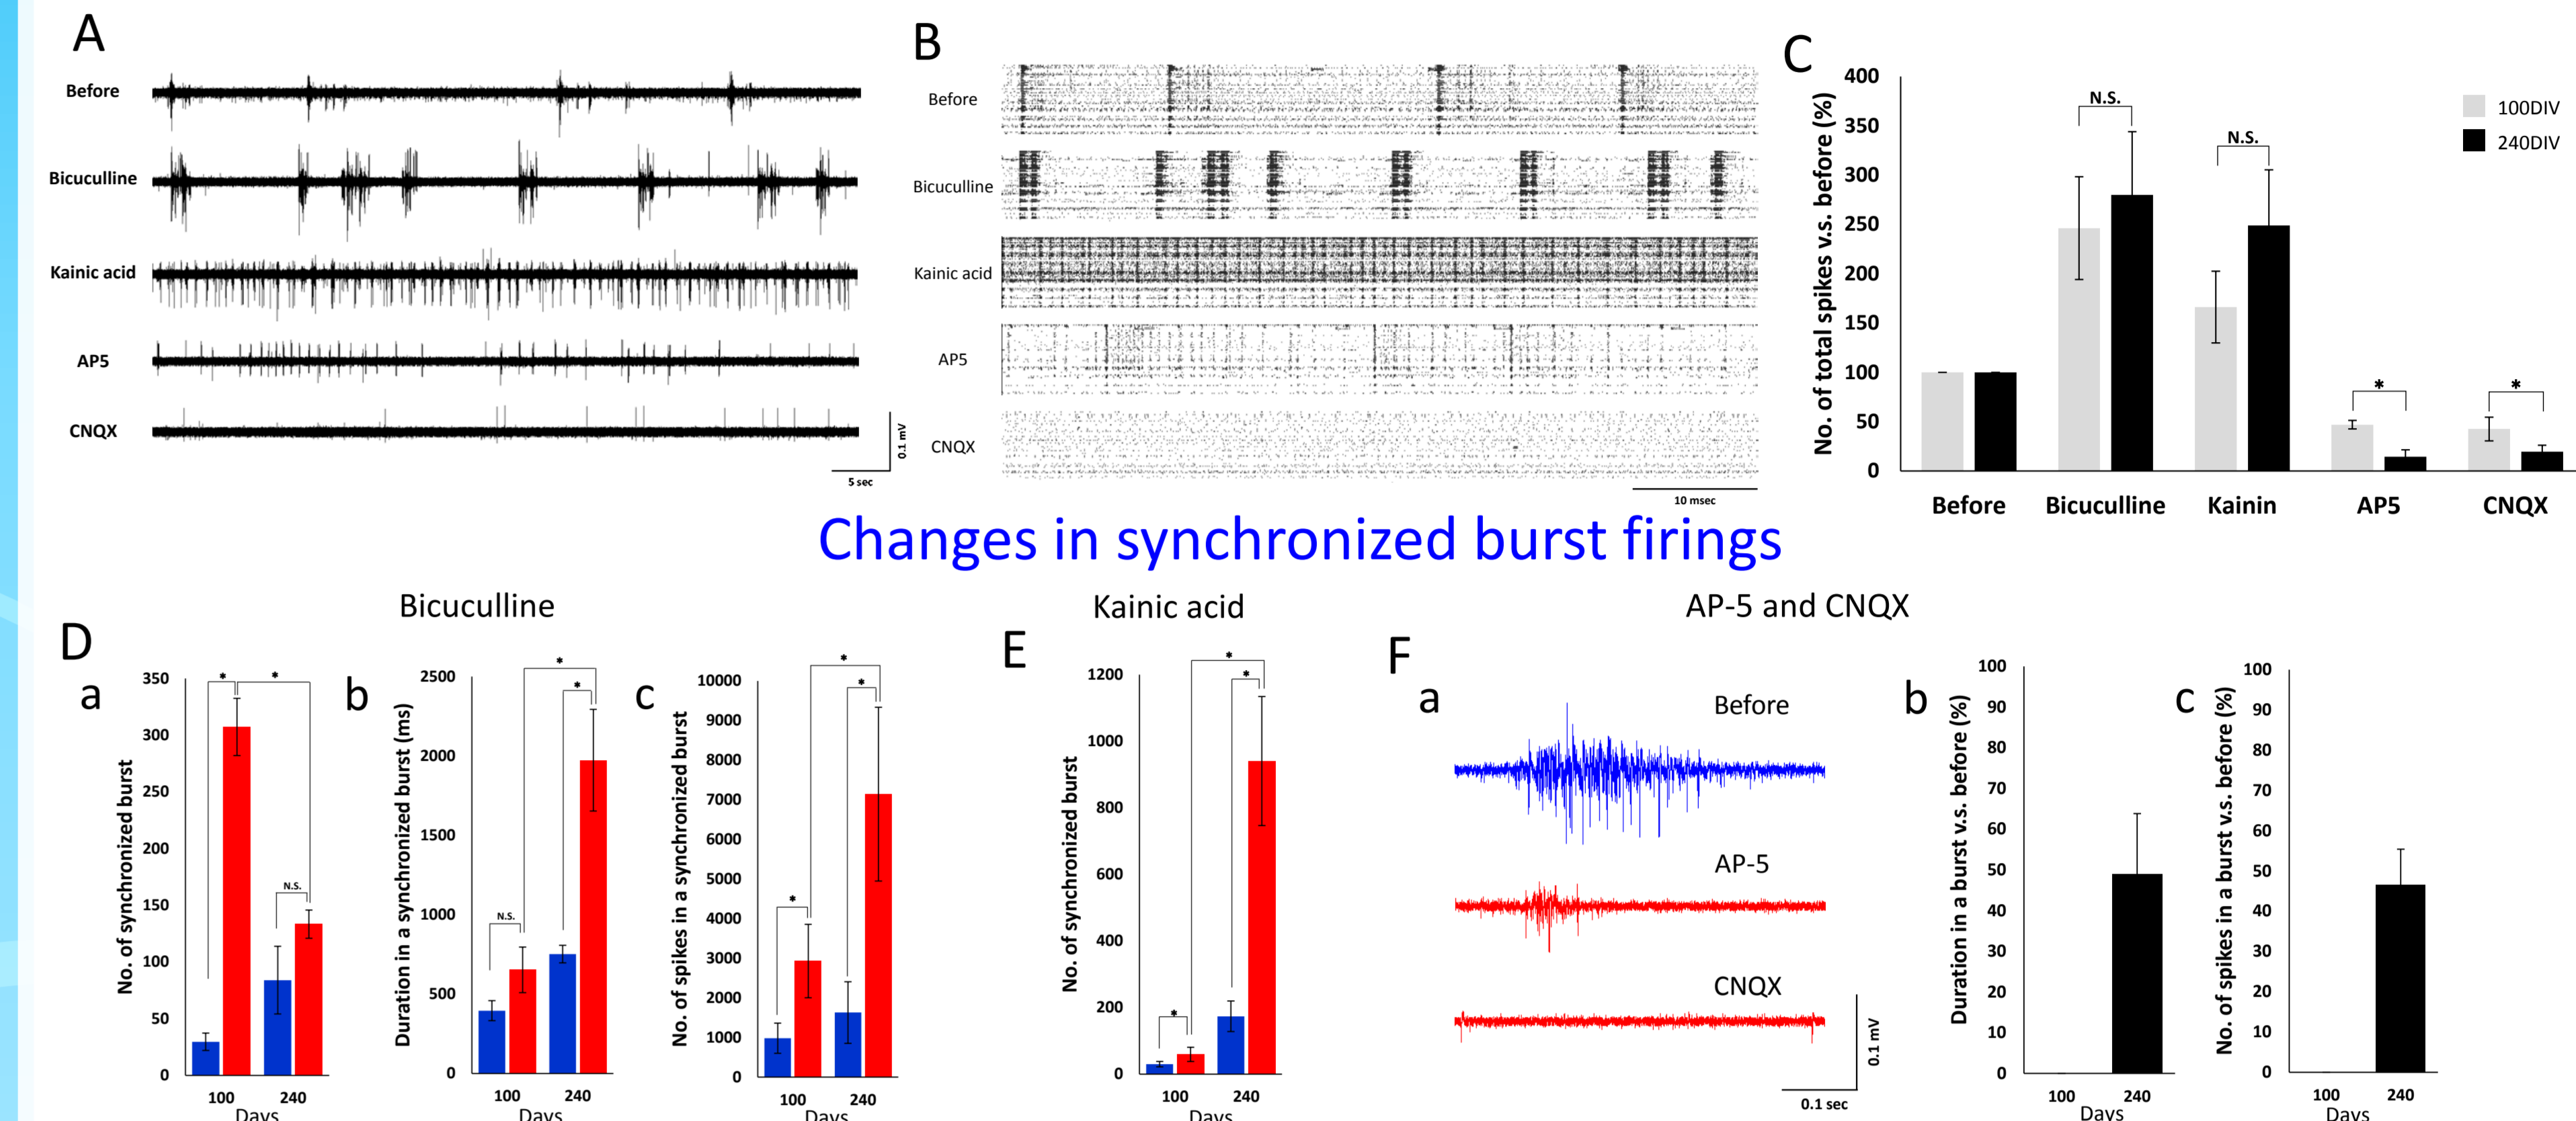 A
Before
Bicuculline
Kainic acid
AP5
CNQX
0.1 mV
5 sec
B
Before
Bicuculline
Kainic acid
AP5
CNQX
10 msec
C
No. of total spikes v.s. before (%)
400
350
300
250
200
150
100
50
0
N.S.
N.S.
*
*
100DIV
240DIV
Before
Bicuculline
Kainin
AP5
CNQX
Changes in synchronized burst firings
Bicuculline
Kainic acid
AP-5 and CNQX
D
a
No. of synchronized burst
350
300
250
200
150
100
50
0
*
*
N.S.
100
240
Days
b
Duration in a synchronized burst (ms)
2500
2000
1500
1000
500
0
*
*
N.S.
100
240
Days
c
No. of spikes in a synchronized burst
10000
9000
8000
7000
6000
5000
4000
3000
2000
1000
0
*
*
*
100
240
Days
E
No. of synchronized burst
1200
1000
800
600
400
200
0
*
*
*
100
240
Days
F
a
Before
AP-5
CNQX
0.1 mV
0.1 sec
b
Duration in a burst v.s. before (%)
100
90
80
70
60
50
40
30
20
10
0
100
240
Days
c
No. of spikes in a burst v.s. before (%)
100
90
80
70
60
50
40
30
20
10
0
100
240
Days